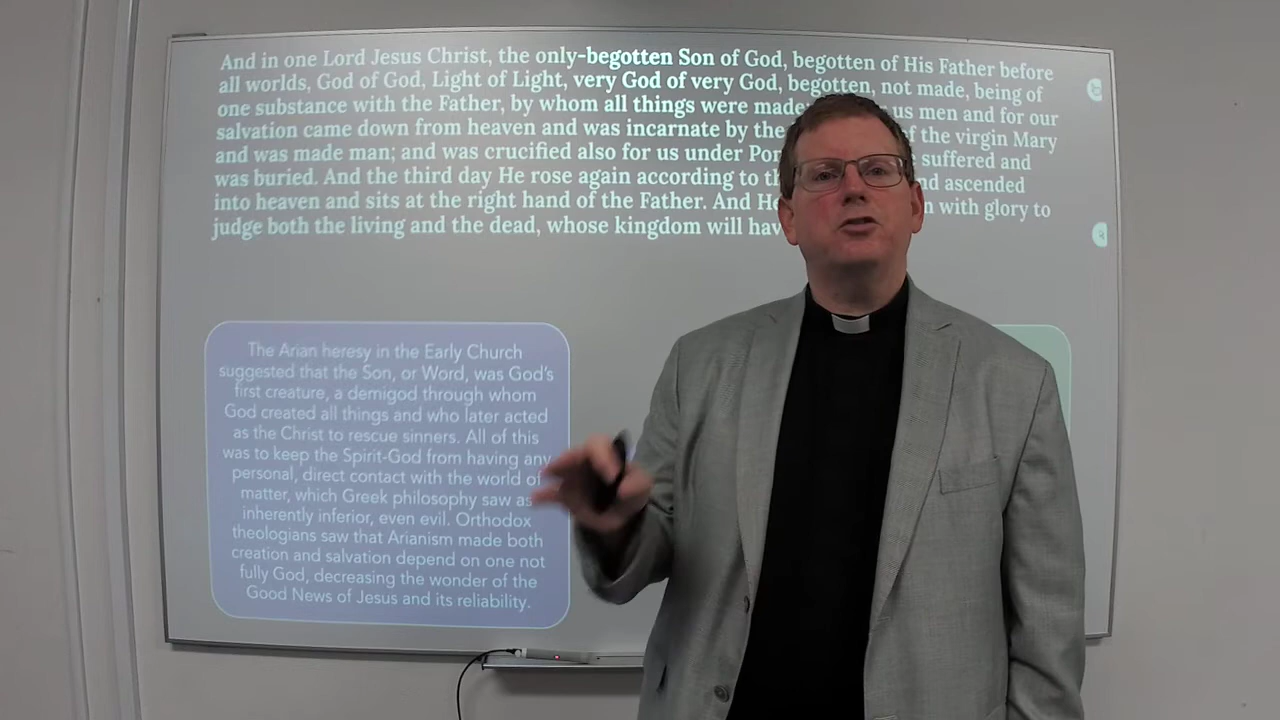 And in one Lord Jesus Christ, the only-begotten Son of God, begotten of His Father before
all worlds, God of God, Light of Light, very God of very God, begotten, not made, being of
one substance with the Father, by whom all things were made us men and for our
salvation came down from heaven and was incarnate by the of the virgin Mary
and was made man; and was crucified also for us under suffered and
was buried. And the third day He rose again according to ascended
into heaven and sits at the right hand of the Father. And He with glory to
judge both the living and the dead, whose kingdom will
The Arian heresy in the Early Church
suggested that the Son, or Word, was God's
first creature, a demigod through whom
God created all things and who later acted
as the Christ to rescue sinners. All of this
was to keep the Spirit-God from having any
personal, direct contact with the world of
matter, which Greek philosophy saw as
inherently inferior, even evil. Orthodox
theologians saw that Arianism made both
creation and salvation depend on one not
fully God, decreasing the wonder of the
Good News of Jesus and its reliability.